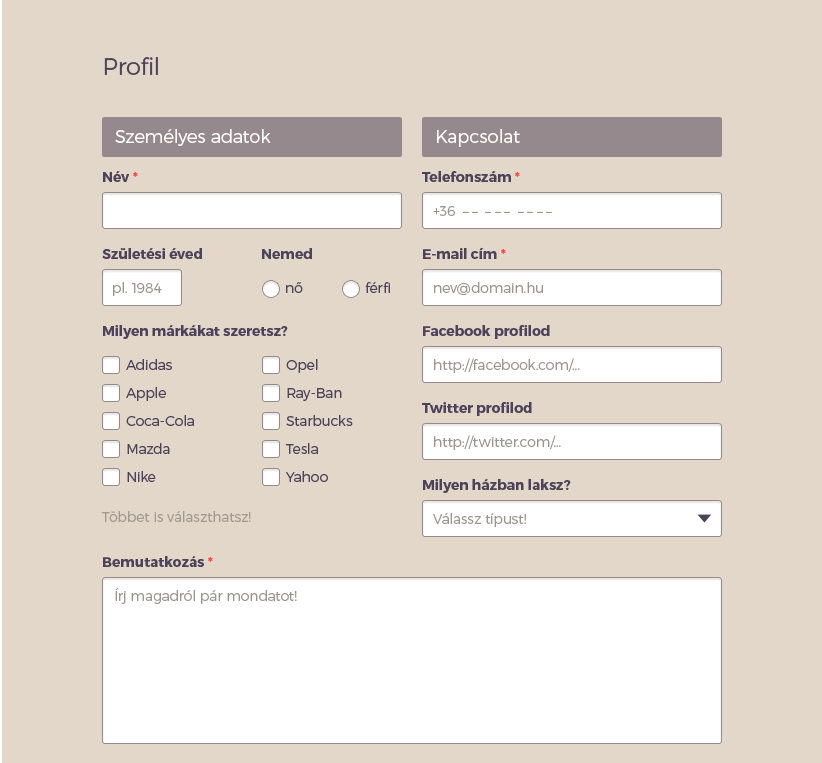 Profil
Személyes adatok
Név *
Születési éved
Nemed
pl. 1984
nő
férfi
Milyen márkákat szeretsz?
Adidas
Opel
Apple
Ray-Ban
Coca-Cola
Starbucks
Mazda
Tesla
Nike
Yahoo
Többet is választhatsz!
Kapcsolat
Telefonszám *
+36 -- --- ----
E-mail cím *
nev@domain.hu
Facebook profilod
http://facebook.com/...
Twitter profilod
http://twitter.com/...
Milyen házban laksz?
Válassz típust!
Bemutatkozás *
Írj magadról pár mondatot!